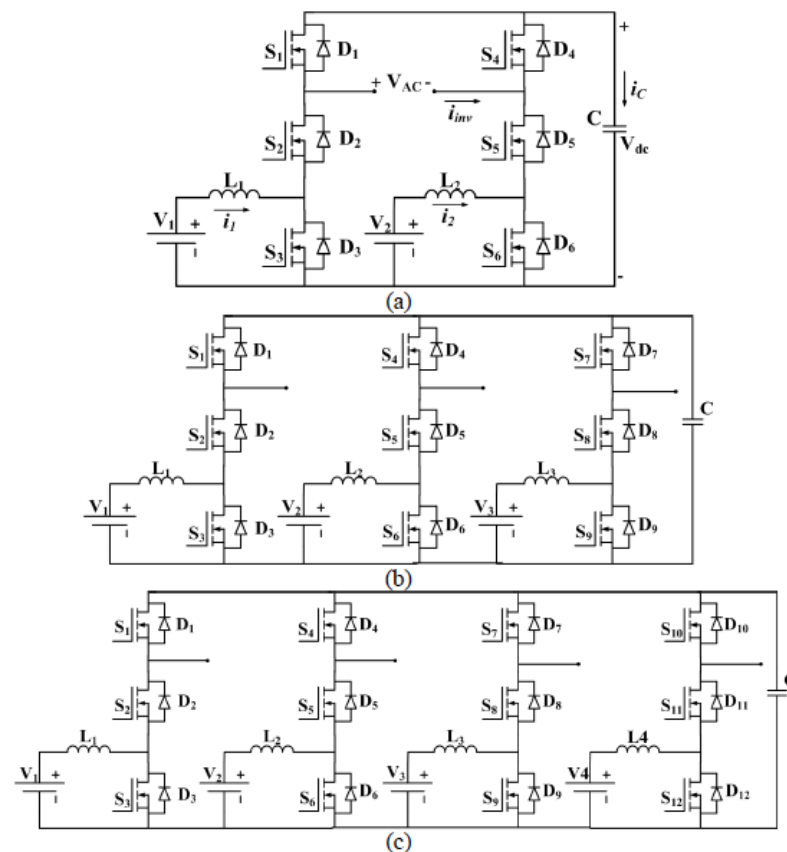 S1 D1 S4 D4 +
+ VAC - iC
iinv C
S2 D2 S5 D5 Vdc
L1 L2
V1 + i1 V2 + i2
- S3 D3 - S6 D6 -
(a)
S1 D1 S4 D4 S7 D7
C
S2 D2 S5 D5 S8 D8
L1 L2 L3
V1 + V2 + V3 +
- S3 D3 - S6 D6 - S9 D9
(b)
S1 D1 S4 D4 S7 D7 S10 D10
S2 D2 S5 D5 S8 D8 S11 D11
L1 L2 L3 L4
V1 + V2 + V3 + V4 +
- S3 D3 - S6 D6 - S9 D9 - S12 D12
(c)